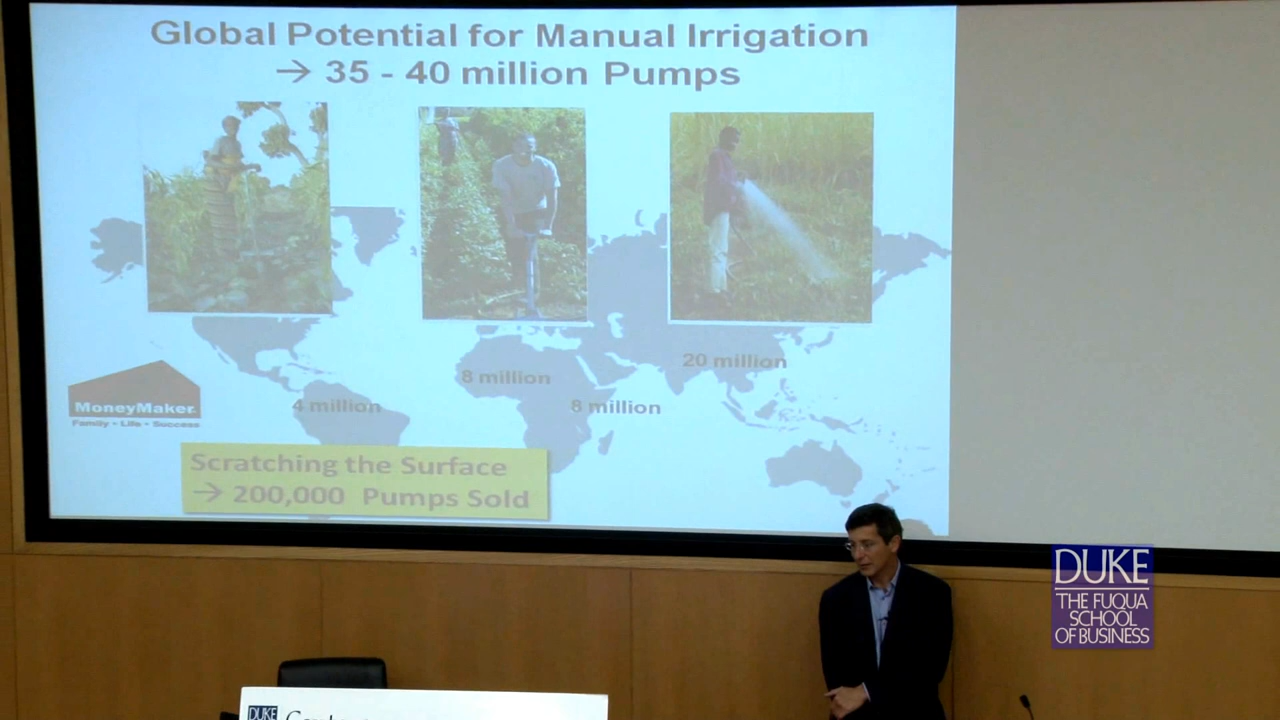 Global Potential for Manual Irrigation
→ 35 - 40 million Pumps
20 million
8 million
4 million
8 million
MoneyMaker
Family • Life • Success
Scratching the Surface
→ 200,000 Pumps Sold
DUKE
THE FUQUA
SCHOOL
OF BUSINESS
DUKE